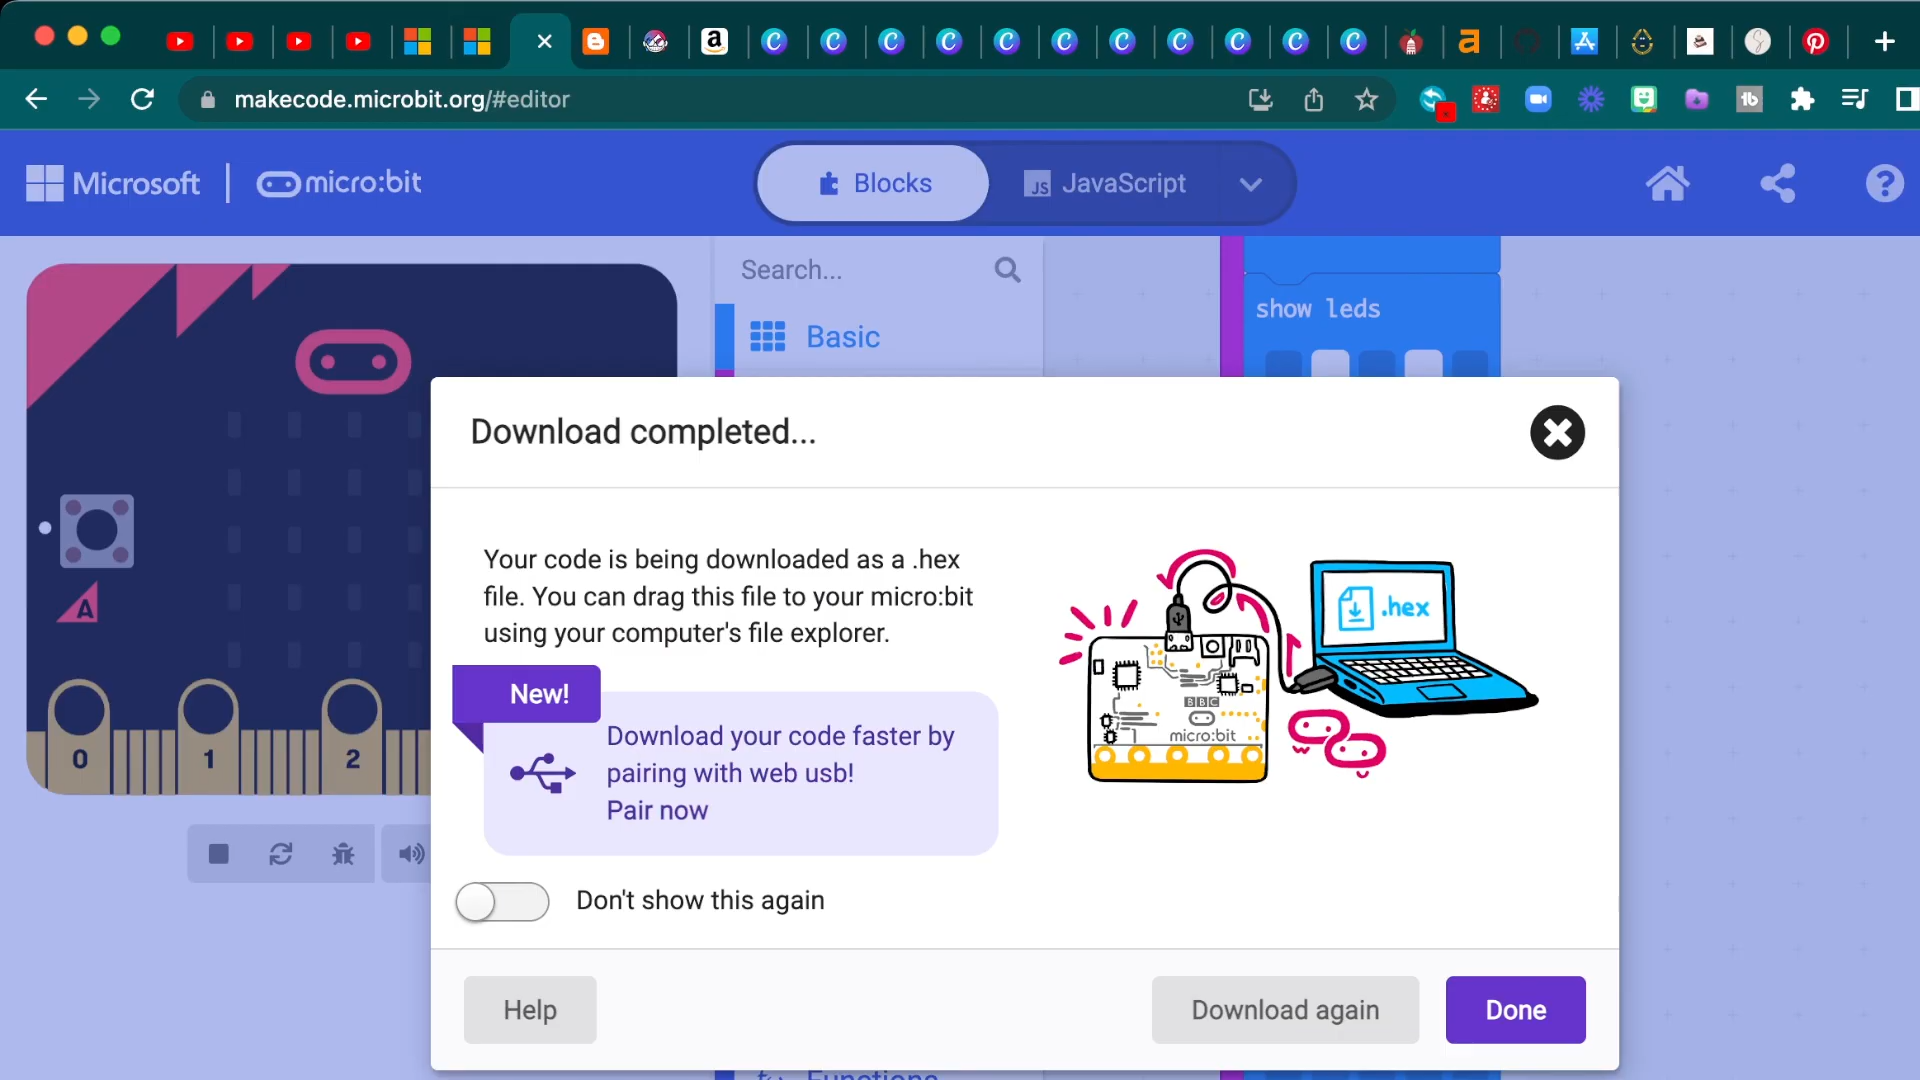 makecode.microbit.org/#editor
Microsoft | micro:bit
Blocks
JS JavaScript
Search...
Basic
show leds
A
0 1 2
Download completed...
Your code is being downloaded as a .hex
file. You can drag this file to your micro:bit
using your computer's file explorer.
New!
Download your code faster by
pairing with web usb!
Pair now
.hex
BBC
micro:bit
Don't show this again
Help
Download again
Done